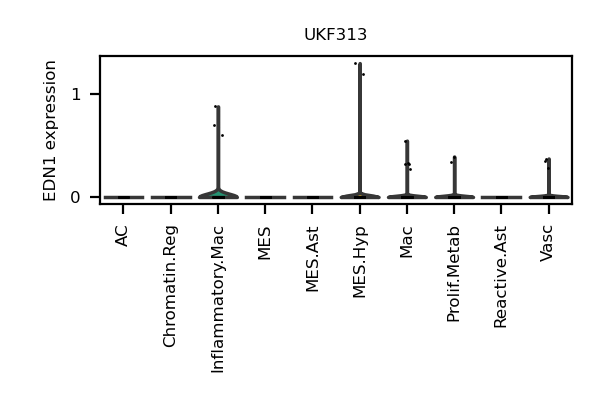 UKF313
EDN1 expression
1
0
AC
Chromatin.Reg
Inflammatory.Mac
MES
MES.Ast
MES.Hyp
Mac
Prolif.Metab
Reactive.Ast
Vasc